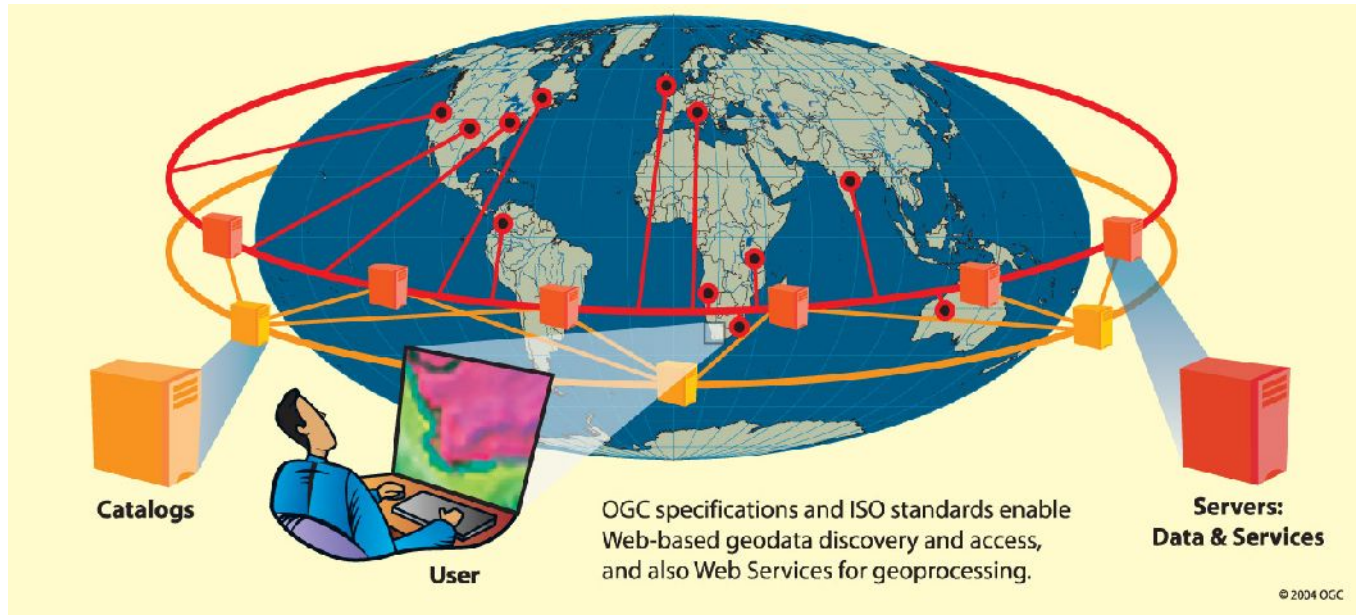 Catalogs
User
OGC specifications and ISO standards enable
Web-based geodata discovery and access,
and also Web Services for geoprocessing.
Servers:
Data & Services
© 2004 OGC